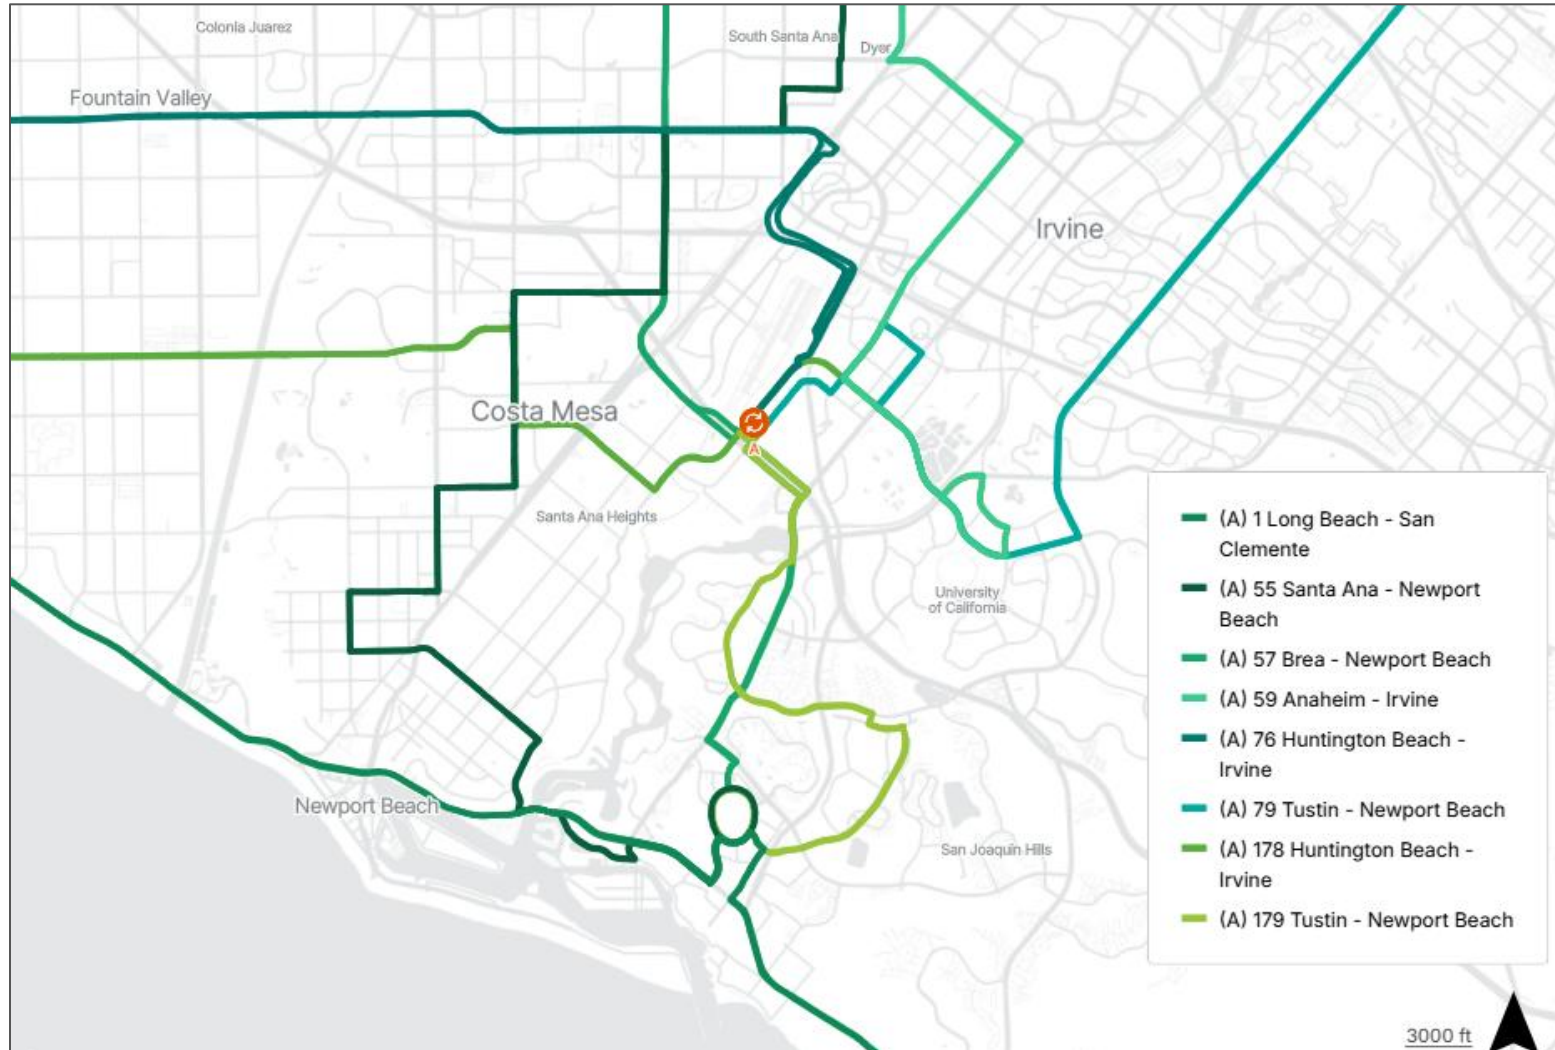 Colonia Juarez
South Santa Ana
Dyer
Fountain Valley
Irvine
Costa Mesa
A
Santa Ana Heights
University
of California
Newport Beach
San Joaquin Hills
(A) 1 Long Beach - San
Clemente
(A) 55 Santa Ana - Newport
Beach
(A) 57 Brea - Newport Beach
(A) 59 Anaheim - Irvine
(A) 76 Huntington Beach -
Irvine
(A) 79 Tustin - Newport Beach
(A) 178 Huntington Beach -
Irvine
(A) 179 Tustin - Newport Beach
3000 ft